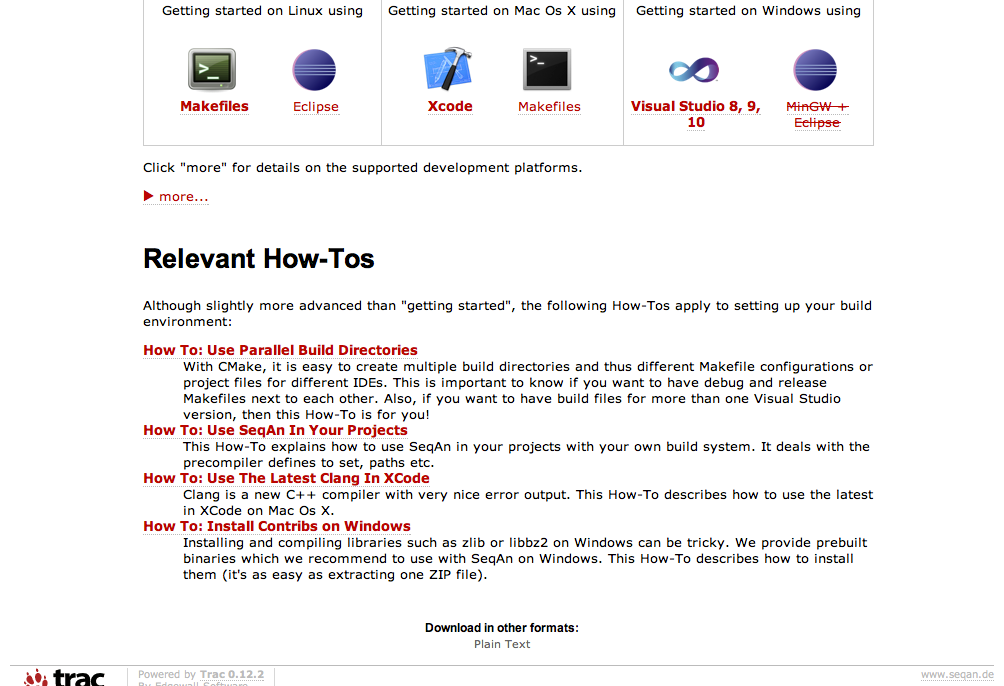 Getting started on Linux using
Getting started on Mac Os X using
Getting started on Windows using
Makefiles
Eclipse
Xcode
Makefiles
Visual Studio 8, 9,
10
MinGW +
Eclipse
Click "more" for details on the supported development platforms.
more...
Relevant How-Tos
Although slightly more advanced than "getting started", the following How-Tos apply to setting up your build
environment:
How To: Use Parallel Build Directories
With CMake, it is easy to create multiple build directories and thus different Makefile configurations or
project files for different IDEs. This is important to know if you want to have debug and release
Makefiles next to each other. Also, if you want to have build files for more than one Visual Studio
version, then this How-To is for you!
How To: Use SeqAn In Your Projects
This How-To explains how to use SeqAn in your projects with your own build system. It deals with the
precompiler defines to set, paths etc.
How To: Use The Latest Clang In XCode
Clang is a new C++ compiler with very nice error output. This How-To describes how to use the latest
in XCode on Mac Os X.
How To: Install Contribs on Windows
Installing and compiling libraries such as zlib or libbz2 on Windows can be tricky. We provide prebuilt
binaries which we recommend to use with SeqAn on Windows. This How-To describes how to install
them (it's as easy as extracting one ZIP file).
Download in other formats:
Plain Text
trac
Powered by Trac 0.12.2
By Edgewall Software
www.seqan.de